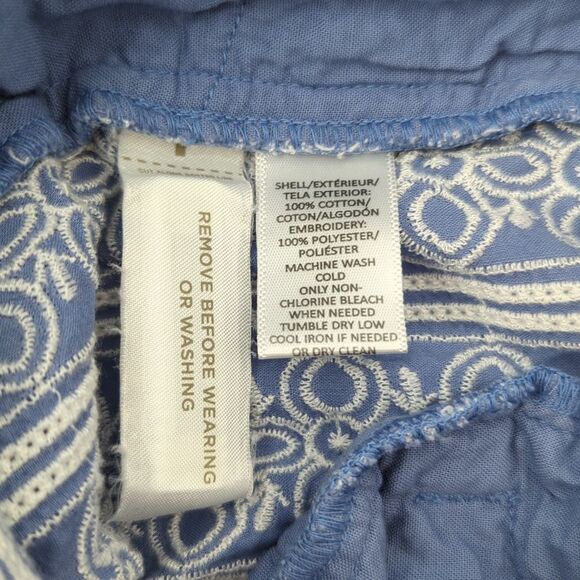 REMOVE BEFORE WEARING
OR WASHING
SHELL/EXTÉRIEUR/
TELA EXTERIOR:
100% COTTON/
COTON/ALGODÓN
EMBROIDERY:
100% POLYESTER/
POLIÉSTER
MACHINE WASH
COLD
ONLY NON-
CHLORINE BLEACH
WHEN NEEDED
TUMBLE DRY LOW
COOL IRON IF NEEDED
OR DRY CLEAN